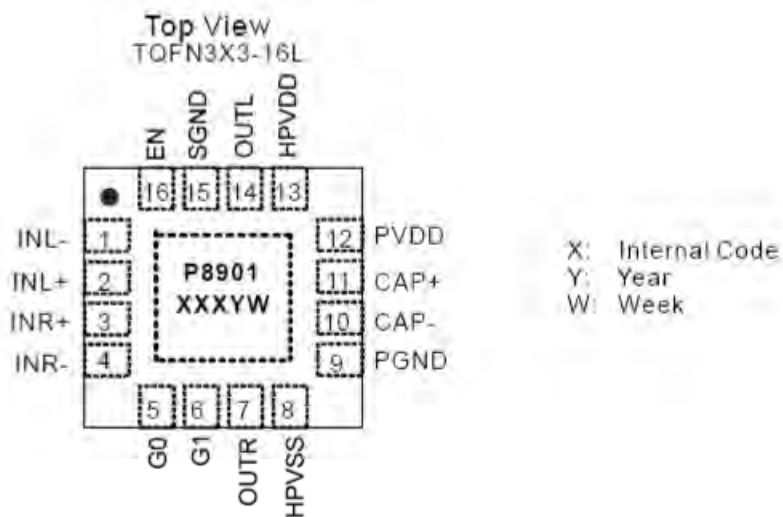 Top View
TQFN3X3-16L
EN SGND OUTL HPVDD
16 15 14 13
INL- 1 12 PVDD
INL+ 2 11 CAP+
INR+ 3 10 CAP-
INR- 4 9 PGND
P8901
XXXYW
5 6 7 8
G0 G1 OUTR HPVSS
X: Internal Code
Y: Year
W: Week